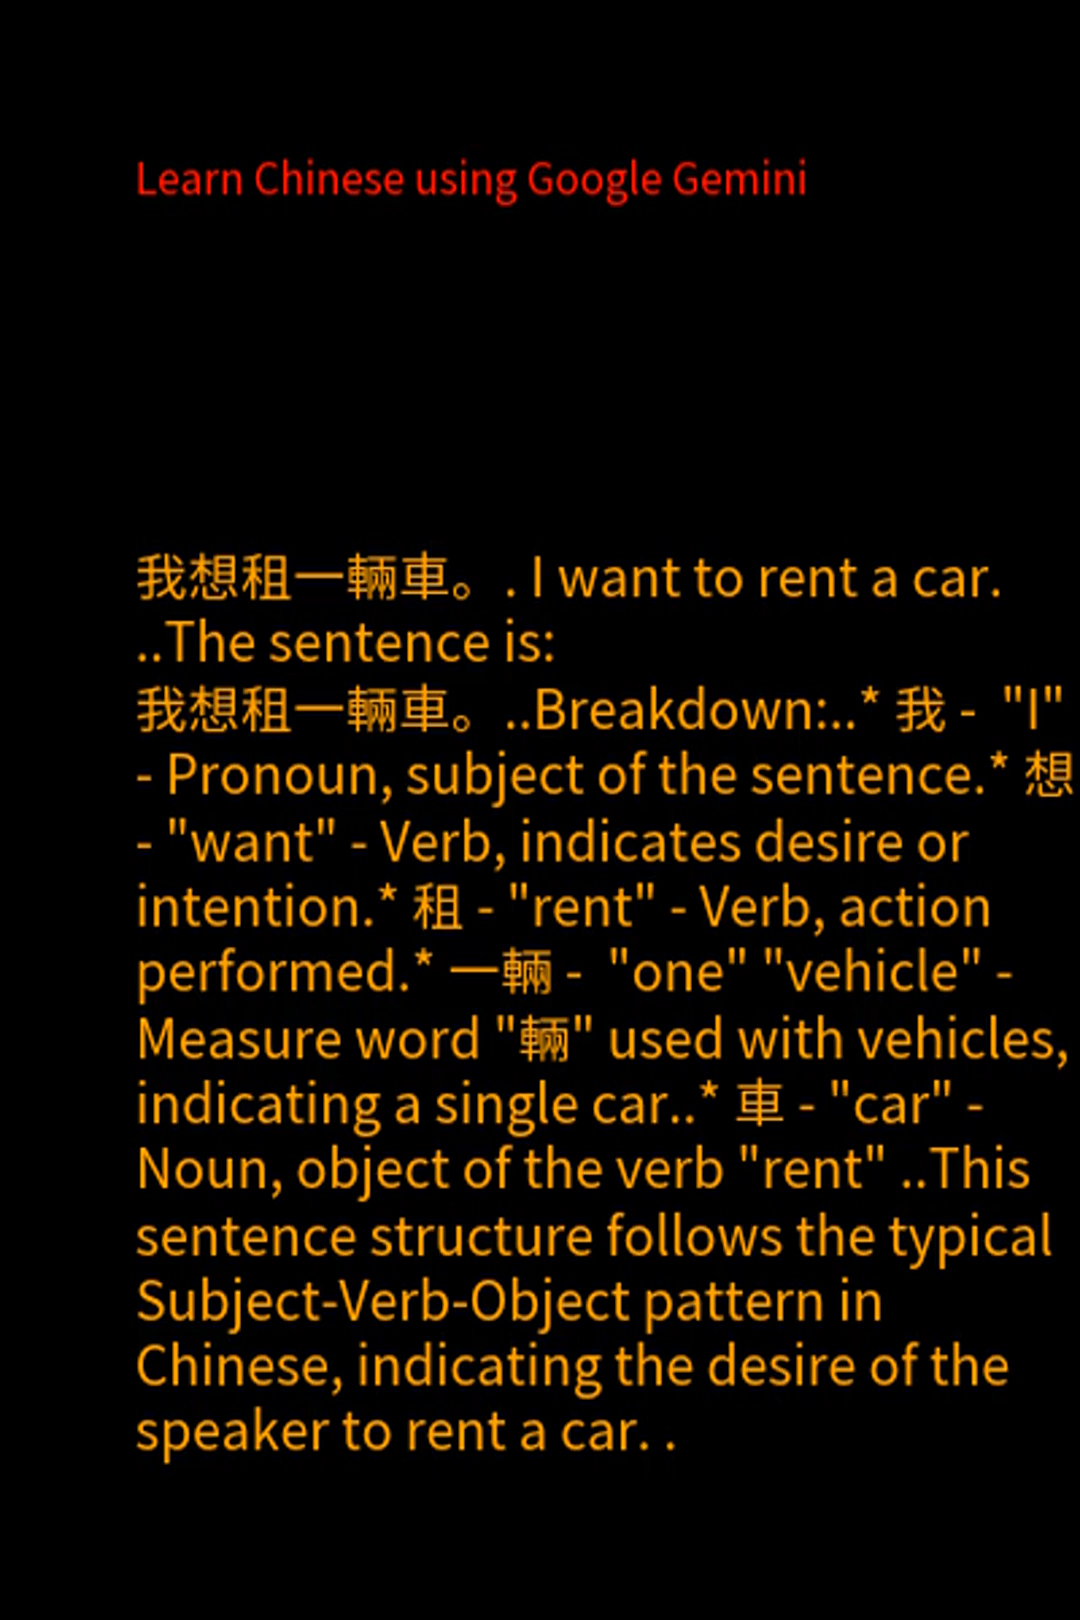 Learn Chinese using Google Gemini
我想租一輛車。. I want to rent a car.
..The sentence is:
我想租一輛車。..Breakdown:..* 我 - "I"
- Pronoun, subject of the sentence.* 想
- "want" - Verb, indicates desire or
intention.* 租 - "rent" - Verb, action
performed.* 一輛 - "one" "vehicle" -
Measure word "輛" used with vehicles,
indicating a single car..* 車 - "car" -
Noun, object of the verb "rent" ..This
sentence structure follows the typical
Subject-Verb-Object pattern in
Chinese, indicating the desire of the
speaker to rent a car. .